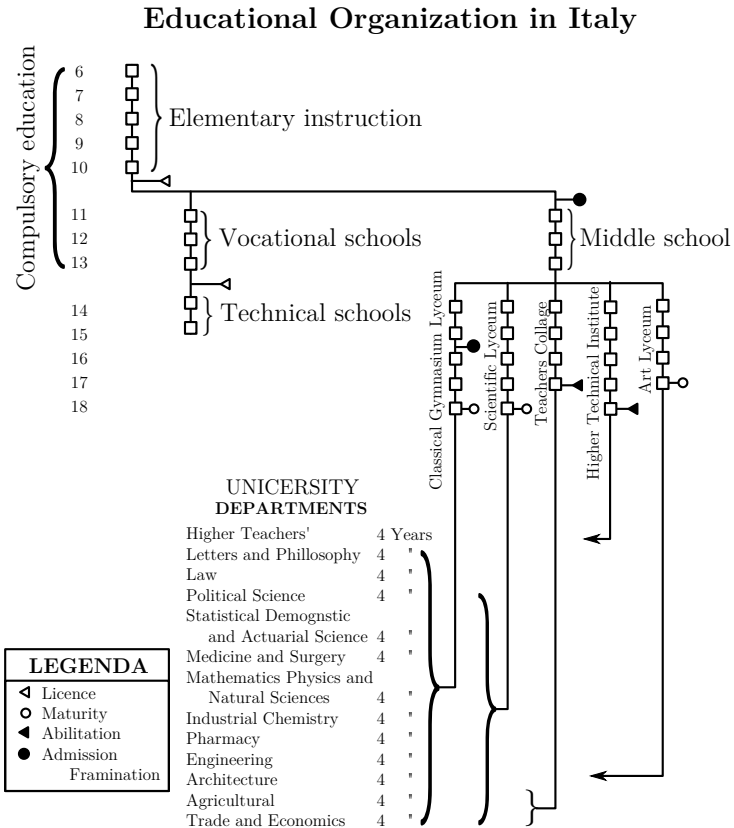 Educational Organization in Italy
Compulsory education
6
7
8
9
10
Elementary instruction
11
12
13
Vocational schools
Middle school
14
15
16
17
18
Technical schools
Classical Gymnasium Lyceum
Scientific Lyceum
Teachers Collage
Higher Technical Institute
Art Lyceum
UNICERSITY
DEPARTMENTS
Higher Teachers' 4 Years
Letters and Phillosophy 4 "
Law 4 "
Political Science 4 "
Statistical Demognstic
and Actuarial Science 4 "
Medicine and Surgery 4 "
Mathematics Physics and
Natural Sciences 4 "
Industrial Chemistry 4 "
Pharmacy 4 "
Engineering 4 "
Architecture 4 "
Agricultural 4 "
Trade and Economics 4 "
LEGENDA
Licence
Maturity
Abilitation
Admission
Framination